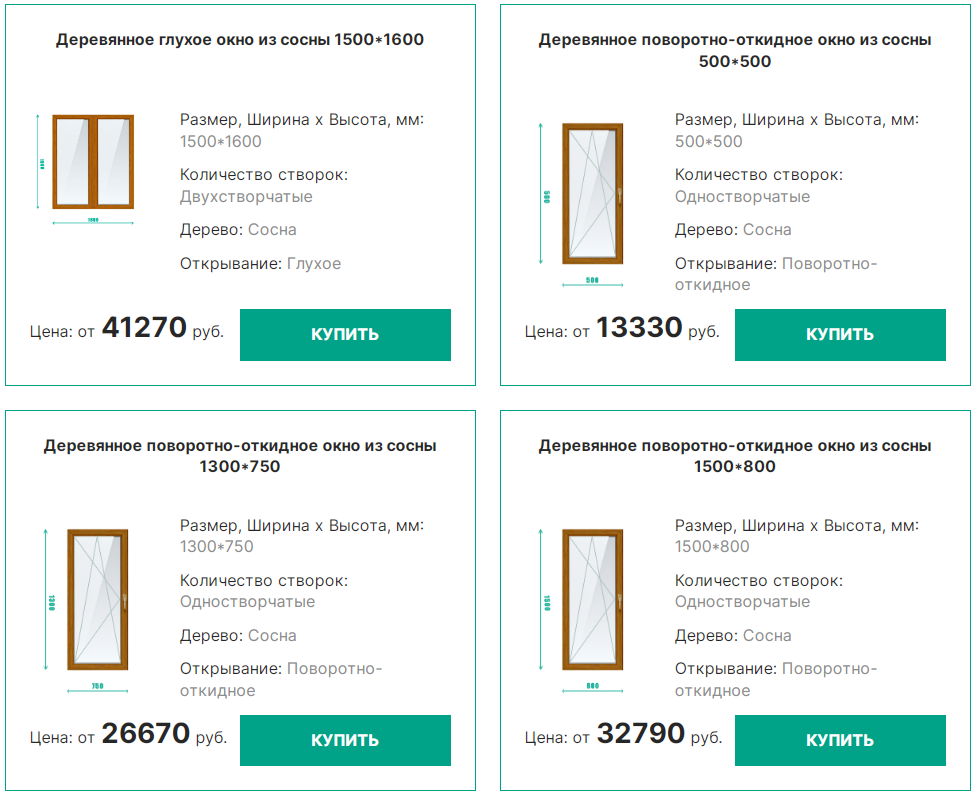 Деревянное глухое окно из сосны 1500*1600
Размер, Ширина х Высота, мм:
1500*1600
Количество створок:
Двухстворчатые
Дерево: Сосна
Открывание: Глухое
1500
Цена: от 41270 руб.
КУПИТЬ
Деревянное поворотно-откидное окно из сосны
500*500
Размер, Ширина х Высота, мм:
500*500
Количество створок:
Одностворчатые
Дерево: Сосна
Открывание: Поворотно-
откидное
500
500
Цена: от 13330 руб.
КУПИТЬ
Деревянное поворотно-откидное окно из сосны
1300*750
Размер, Ширина х Высота, мм:
1300*750
Количество створок:
Одностворчатые
Дерево: Сосна
Открывание: Поворотно-
откидное
1300
750
Цена: от 26670 руб.
КУПИТЬ
Деревянное поворотно-откидное окно из сосны
1500*800
Размер, Ширина х Высота, мм:
1500*800
Количество створок:
Одностворчатые
Дерево: Сосна
Открывание: Поворотно-
откидное
1500
800
Цена: от 32790 руб.
КУПИТЬ